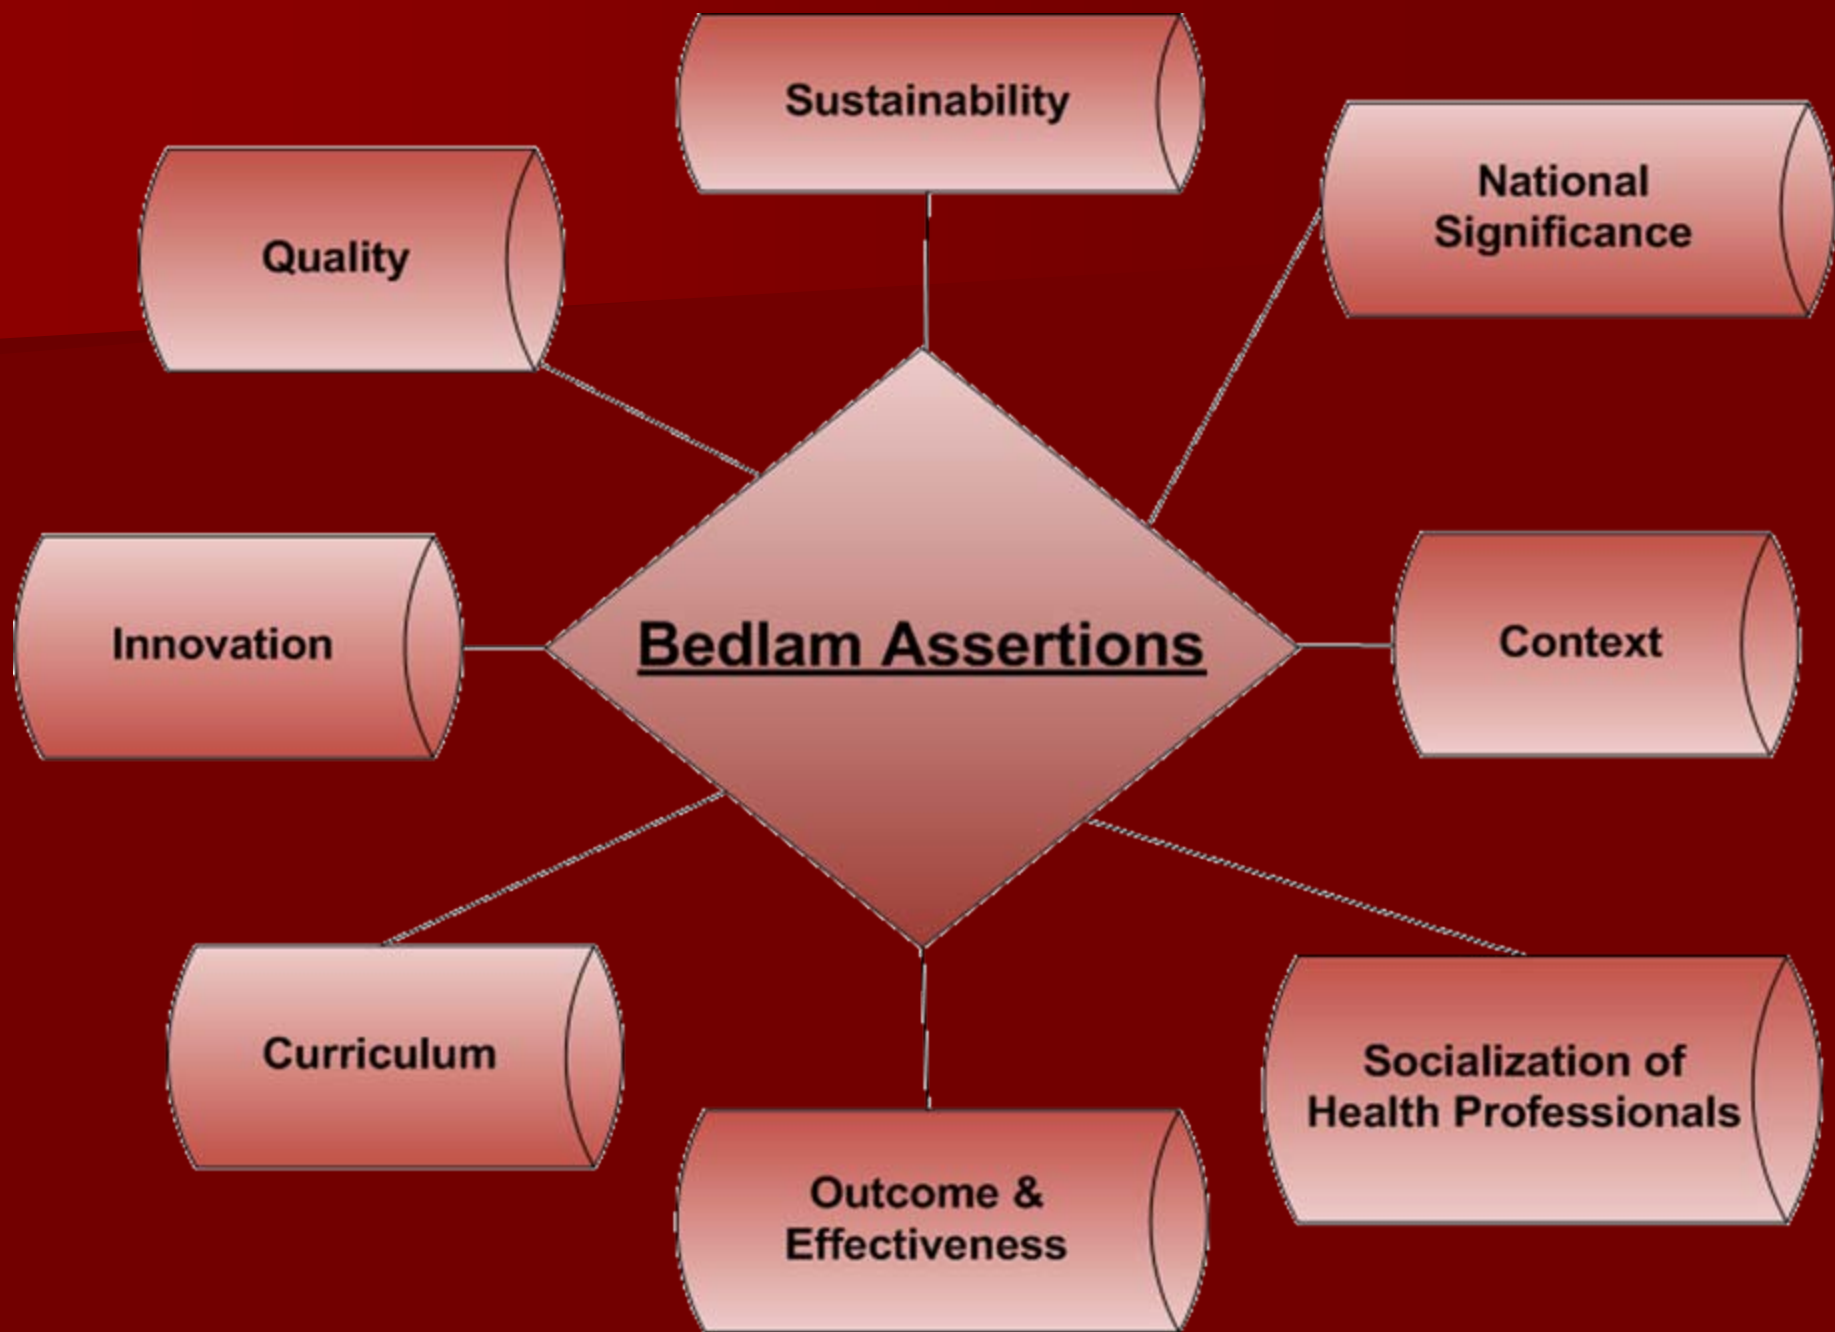 Sustainability
National
Significance
Quality
Bedlam Assertions
Innovation
Context
Curriculum
Socialization of
Health Professionals
Outcome &
Effectiveness